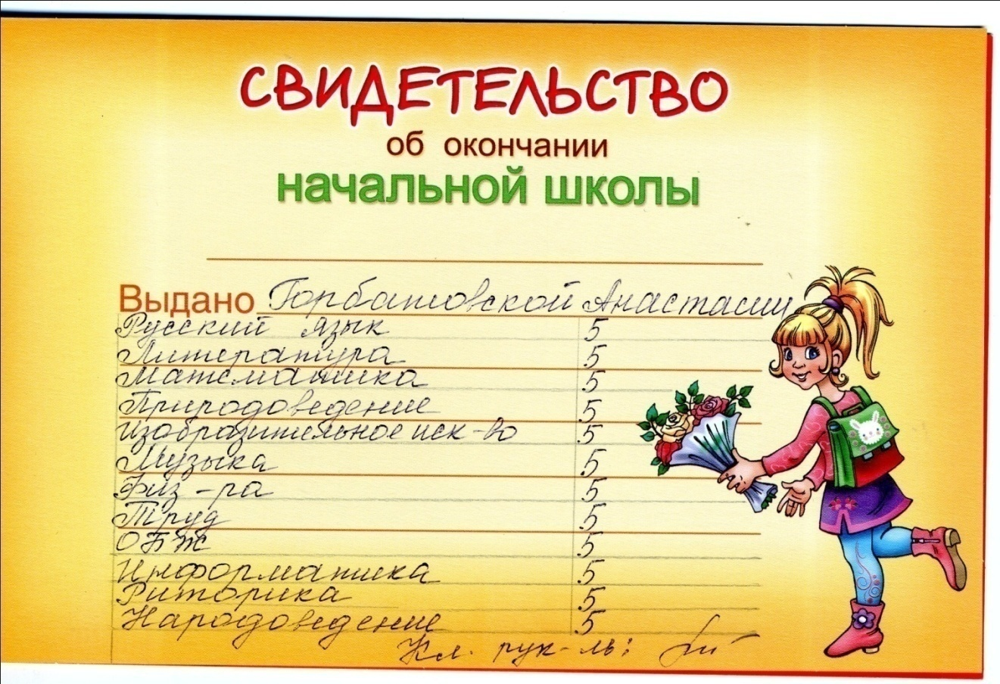 СВИДЕТЕЛЬСТВО
об окончании
начальной школы
Выдано Горбатовской Анастасии
Русский язык 5
Литература 5
Математика 5
Природоведение 5
Изобразительное иск-во 5
Музыка 5
Физ-ра 5
Труд 5
ОБЖ 5
Информатика 5
Риторика 5
Народоведение 5
Кл. рук-ль: